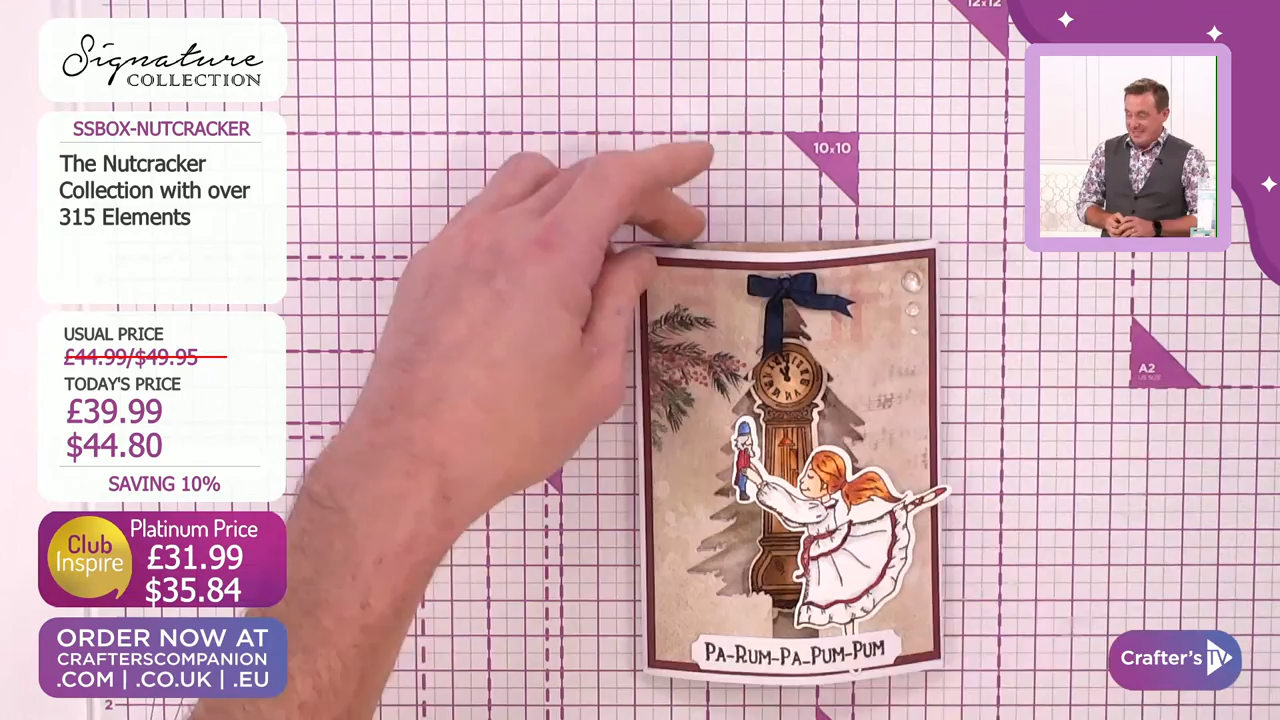 Signature
COLLECTION
SSBOX-NUTCRACKER
The Nutcracker
Collection with over
315 Elements
USUAL PRICE
£44.99/$49.95
TODAY'S PRICE
£39.99
$44.80
SAVING 10%
Club
Inspire
Platinum Price
£31.99
$35.84
ORDER NOW AT
CRAFTERSCOMPANION
.COM | .CO.UK | .EU
12x12
10x10
A2
PA-RUM-PA-PUM-PUM
Crafter's TV
2